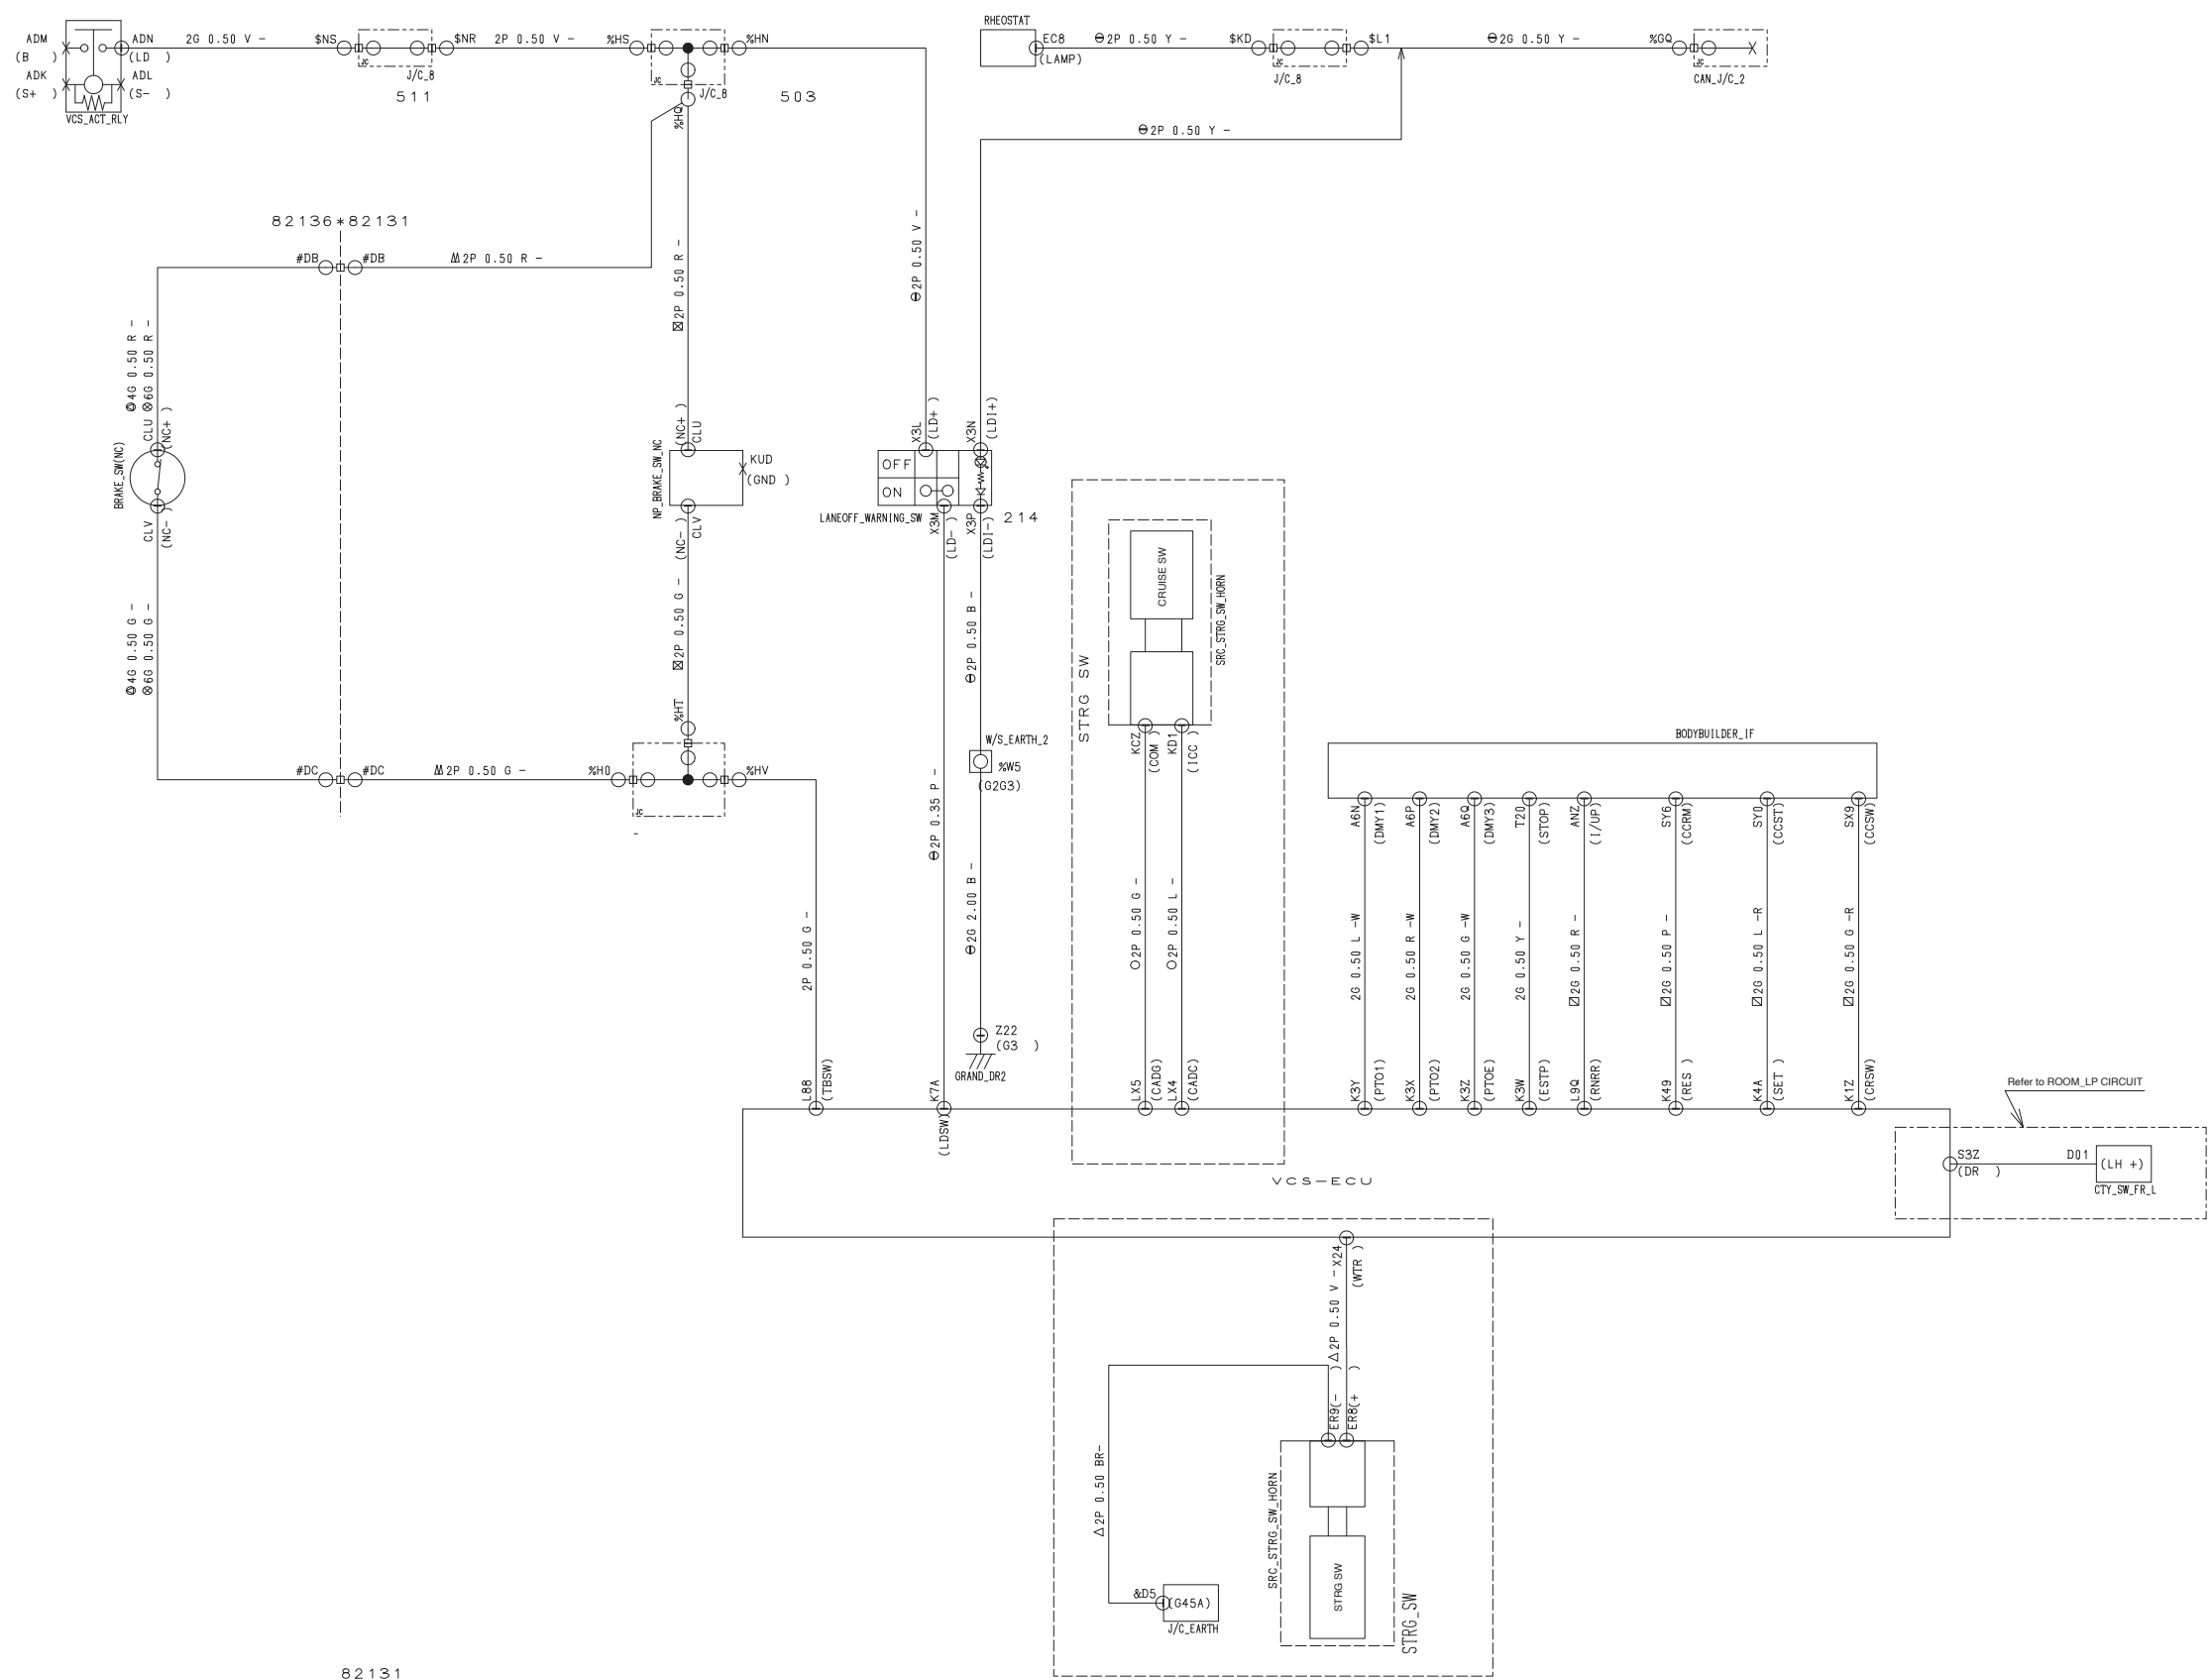 ADM
(B )
ADK
(S+ )
ADN
(LD )
ADL
(S- )
VCS_ACT_RLY
2G 0.50 V -
$NS
JC
$NR
J/C_8
511
2P 0.50 V -
%HS
JC
%HN
J/C_8
503
%HQ
RHEOSTAT
EC8
(LAMP)
2P 0.50 Y -
$KD
JC
$L1
J/C_8
2G 0.50 Y -
%GQ
JC
CAN_J/C_2
2P 0.50 Y -
82136*82131
#DB
#DB
2P 0.50 R -
2P 0.50 R -
2P 0.50 V -
4G 0.50 R -
6G 0.50 R -
CLU
(NC+ )
BRAKE_SW(NC)
CLV
(NC- )
4G 0.50 G -
6G 0.50 G -
(NC+ )
CLU
NP_BRAKE_SW_NC
KUD
(GND )
(NC- )
CLV
2P 0.50 G -
%HT
X3L
(LD+ )
X3N
(LDI+)
OFF
ON
LANEOFF_WARNING_SW
214
X3M
(LD- )
X3P
(LDI-)
2P 0.50 B -
W/S_EARTH_2
%W5
(G2G3)
2P 0.35 P -
2G 2.00 B -
Z22
(G3 )
GRAND_DR2
#DC
#DC
2P 0.50 G -
%H0
JC
%HV
-
2P 0.50 G -
L88
(TBSW)
K7A
(LDSW)
STRG SW
CRUISE SW
SRC_STRG_SW_HORN
KCZ
(COM )
KD1
(ICC )
2P 0.50 G -
2P 0.50 L -
LX5
(CADG)
LX4
(CADC)
BODYBUILDER_IF
A6N
(DMY1)
A6P
(DMY2)
A6Q
(DMY3)
T20
(STOP)
ANZ
(I/UP)
SY6
(CCRM)
SY0
(CCST)
SX9
(CCSW)
2G 0.50 L -W
2G 0.50 R -W
2G 0.50 G -W
2G 0.50 Y -
2G 0.50 R -
2G 0.50 P -
2G 0.50 L -R
2G 0.50 G -R
K3Y
(PTO1)
K3X
(PTO2)
K3Z
(PTOE)
K3W
(ESTP)
L9Q
(RNRR)
K49
(RES )
K4A
(SET )
K1Z
(CRSW)
Refer to ROOM_LP CIRCUIT
S3Z
(DR )
D01
(LH +)
CTY_SW_FR_L
VCS-ECU
X24
(WTR )
2P 0.50 V -
ER9(- )
ER8(+ )
2P 0.50 BR-
SRC_STRG_SW_HORN
STRG SW
STRG_SW
&D5
(G45A)
J/C_EARTH
82131